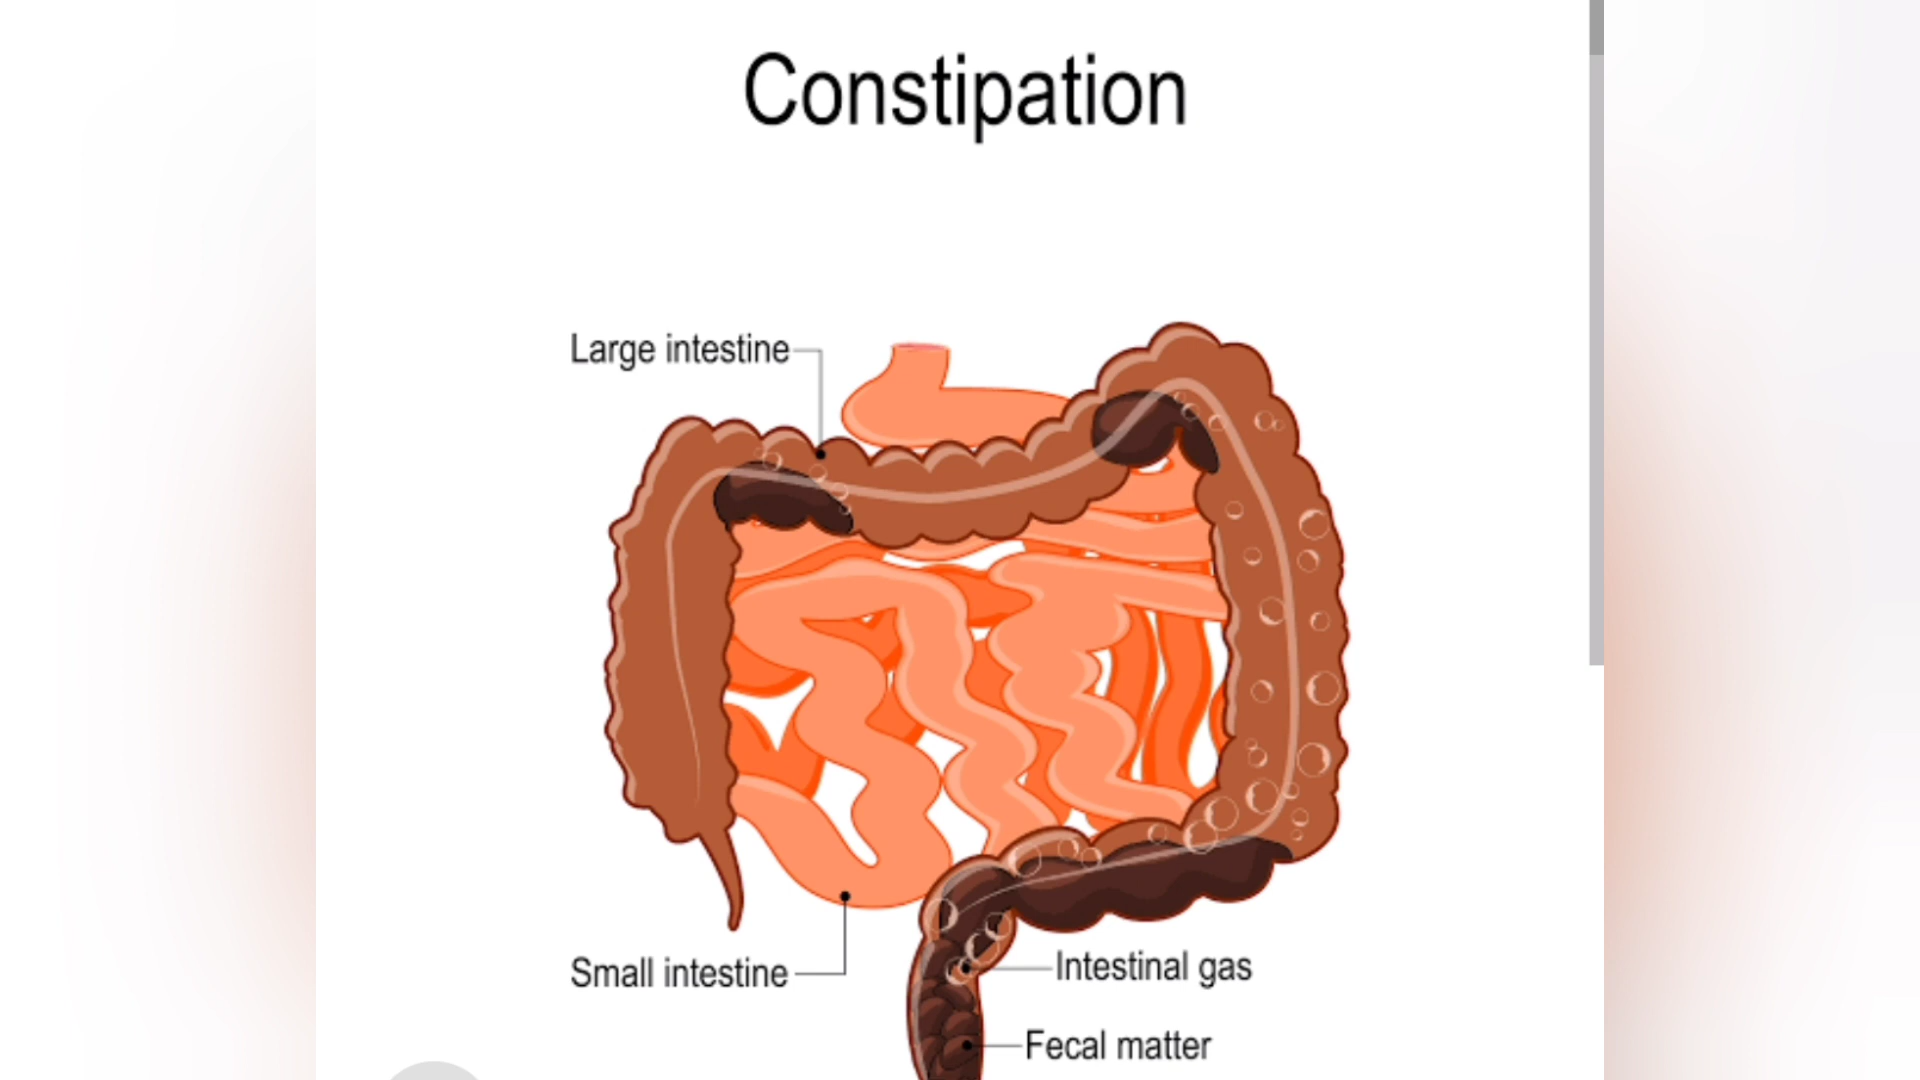 Constipation
Large intestine
Small intestine
Intestinal gas
Fecal matter